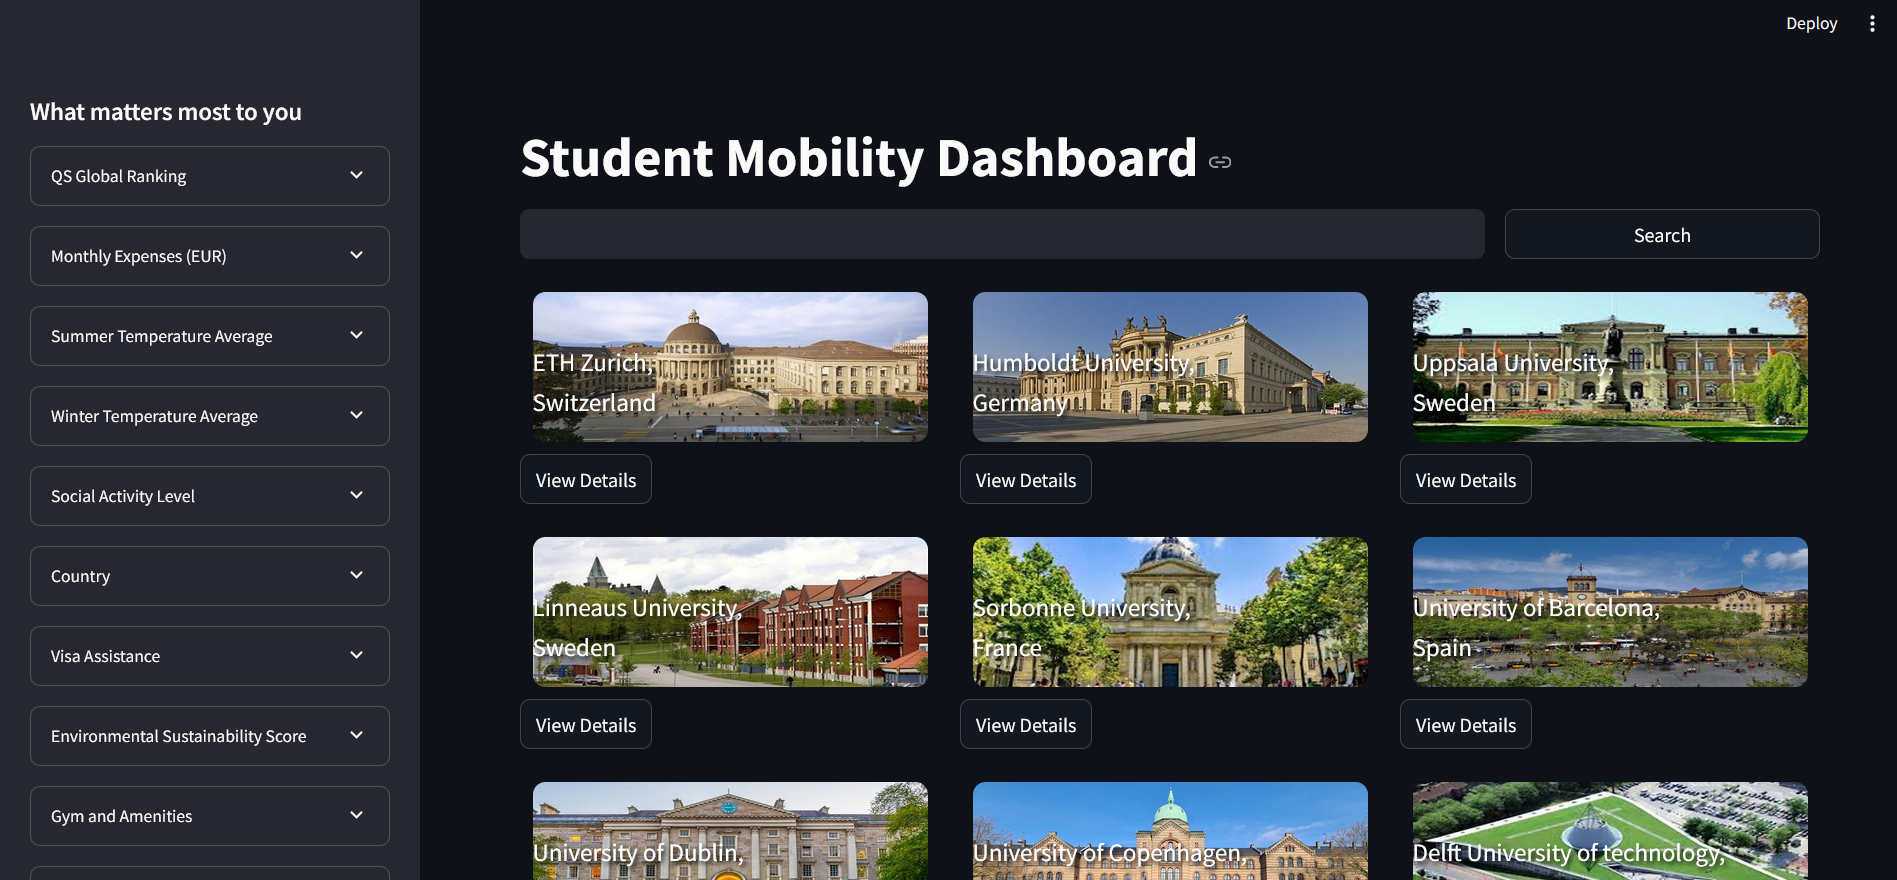 Deploy
What matters most to you
QS Global Ranking
Monthly Expenses (EUR)
Summer Temperature Average
Winter Temperature Average
Social Activity Level
Country
Visa Assistance
Environmental Sustainability Score
Gym and Amenities
Student Mobility Dashboard
Search
ETH Zurich,
Switzerland
View Details
Humboldt University,
Germany
View Details
Uppsala University,
Sweden
View Details
Linneaus University,
Sweden
View Details
Sorbonne University,
France
View Details
University of Barcelona,
Spain
View Details
University of Dublin,
University of Copenhagen,
Delft University of technology,